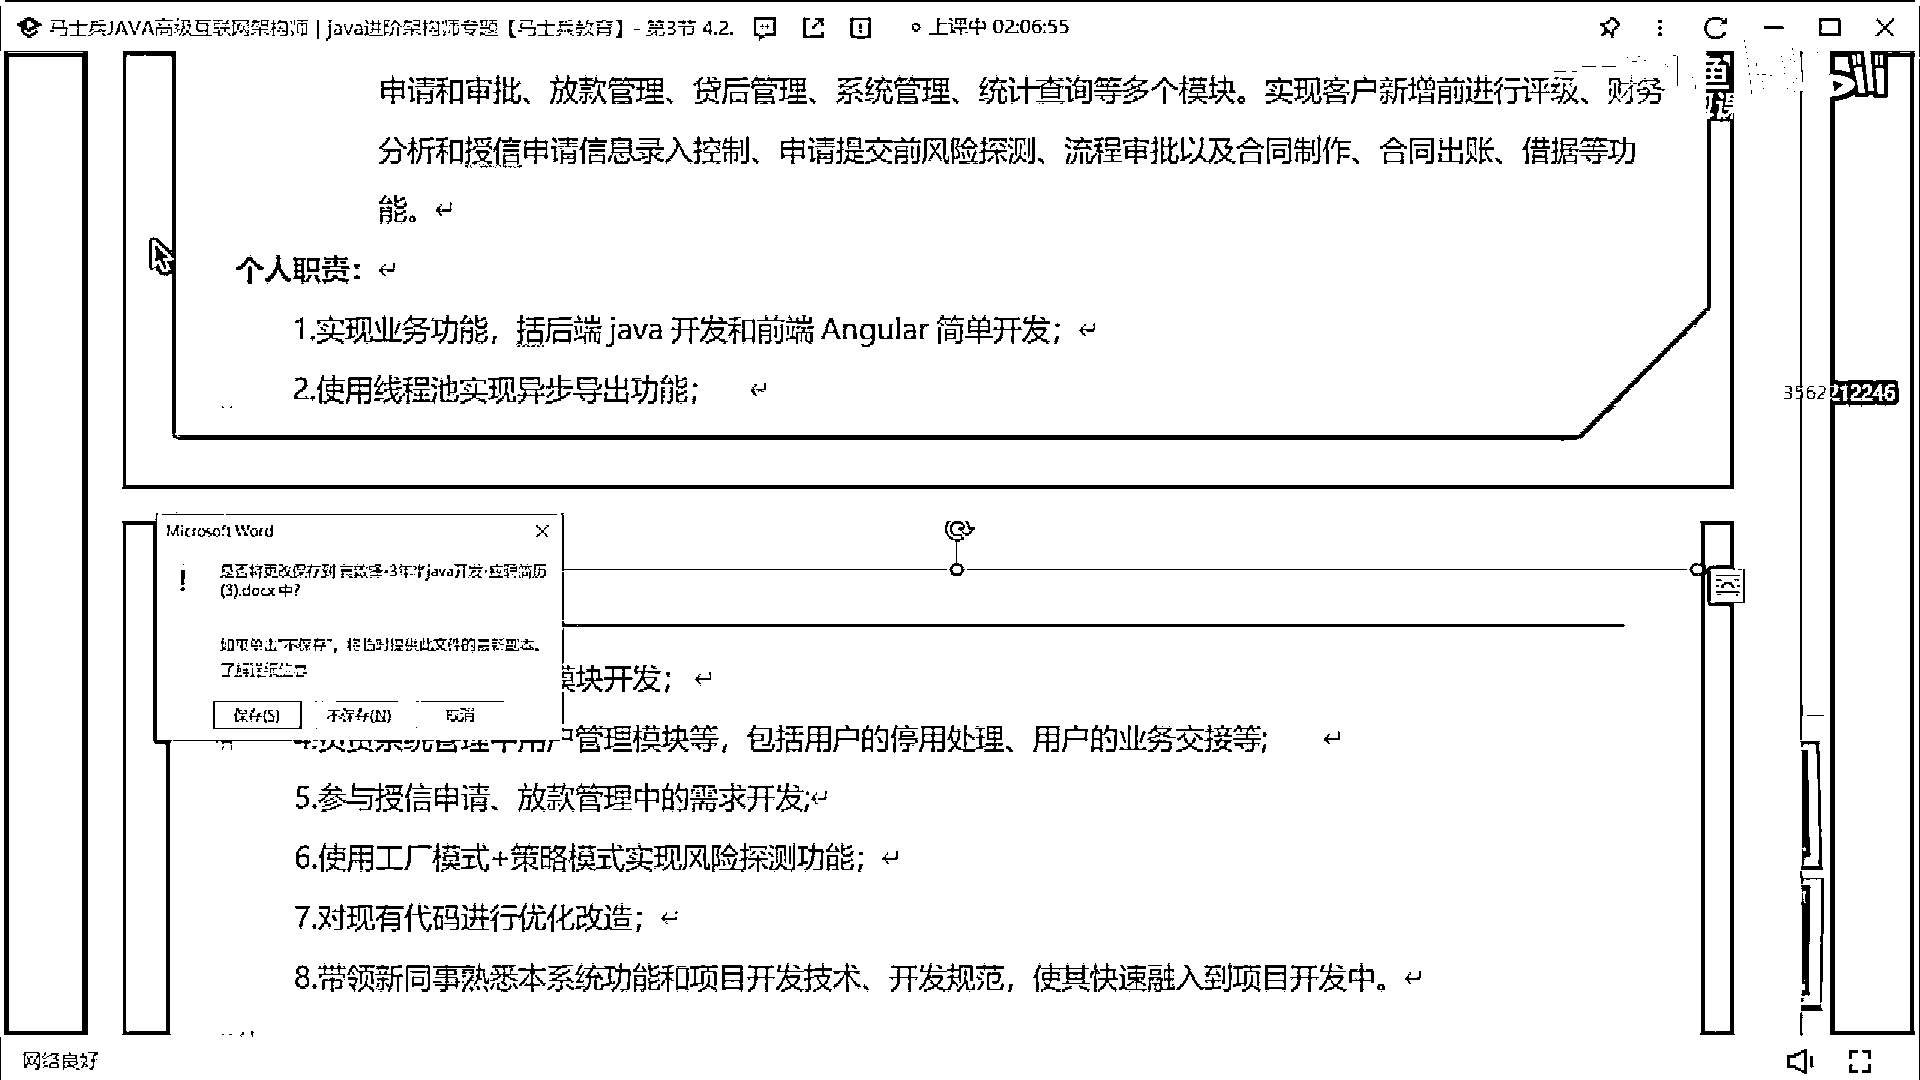 马士兵JAVA高级互联网架构师 | java进阶架构师专题【马士兵教育】- 第3节 4.2.
上课中 02:06:55
申请和审批、放款管理、贷后管理、系统管理、统计查询等多个模块。实现客户新增前进行评级、财务
分析和授信申请信息录入控制、申请提交前风险探测、流程审批以及合同制作、合同出账、借据等功
能。
个人职责：
1.实现业务功能，括后端 java 开发和前端 Angular 简单开发；
2.使用线程池实现异步导出功能；
3562212246
Microsoft Word
是否将更改保存到 3年半java开发-应聘简历
(3).docx 中?
如果单击"不保存"，将临时提供此文件的最新副本。
了解详细信息
保存(S) 不保存(N) 取消
模块开发；
4.负责系统管理中用户管理模块等，包括用户的停用处理、用户的业务交接等;
5.参与授信申请、放款管理中的需求开发;
6.使用工厂模式+策略模式实现风险探测功能；
7.对现有代码进行优化改造；
8.带领新同事熟悉本系统功能和项目开发技术、开发规范，使其快速融入到项目开发中。
网络良好